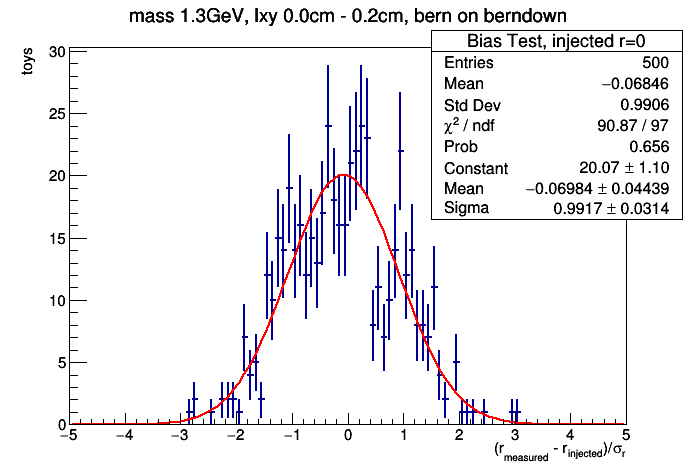 mass 1.3GeV, lxy 0.0cm - 0.2cm, bern on berndown
toys
Bias Test, injected r=0
Entries 500
Mean −0.06846
Std Dev 0.9906
χ² / ndf 90.87 / 97
Prob 0.656
Constant 20.07 ± 1.10
Mean −0.06984 ± 0.04439
Sigma 0.9917 ± 0.0314
30
25
20
15
10
5
0
−5 −4 −3 −2 −1 0 1 2 3 4 5
(r_measured - r_injected)/σ_r